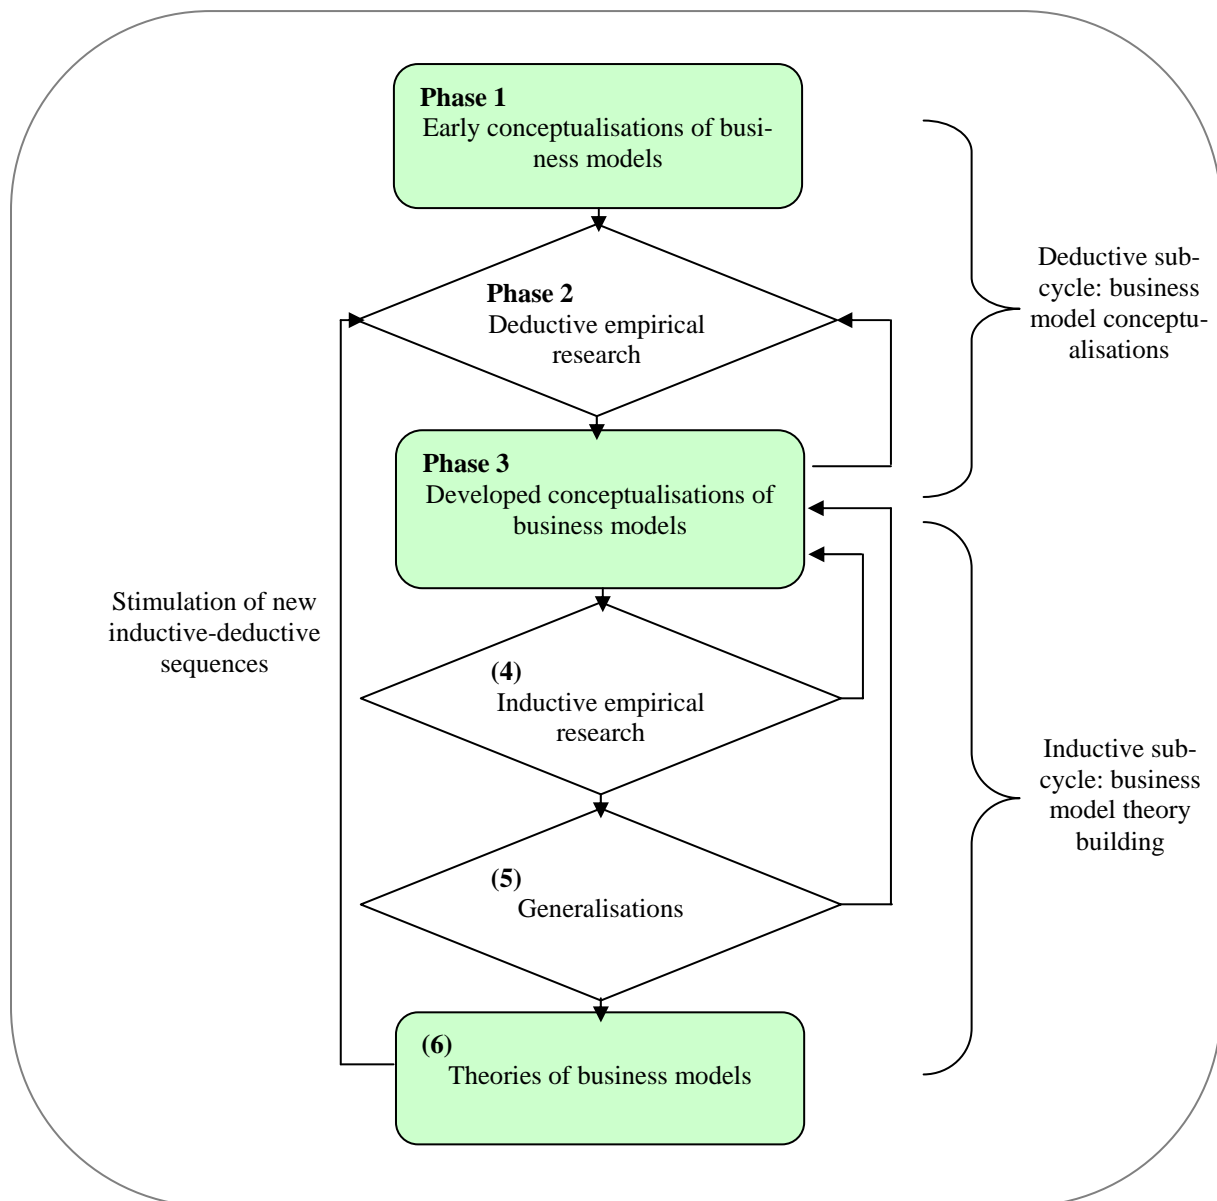 Phase 1
Early conceptualisations of busi-
ness models
Phase 2
Deductive empirical
research
Deductive sub-
cycle: business
model conceptu-
alisations
Phase 3
Developed conceptualisations of
business models
Stimulation of new
inductive-deductive
sequences
(4)
Inductive empirical
research
Inductive sub-
cycle: business
model theory
building
(5)
Generalisations
(6)
Theories of business models